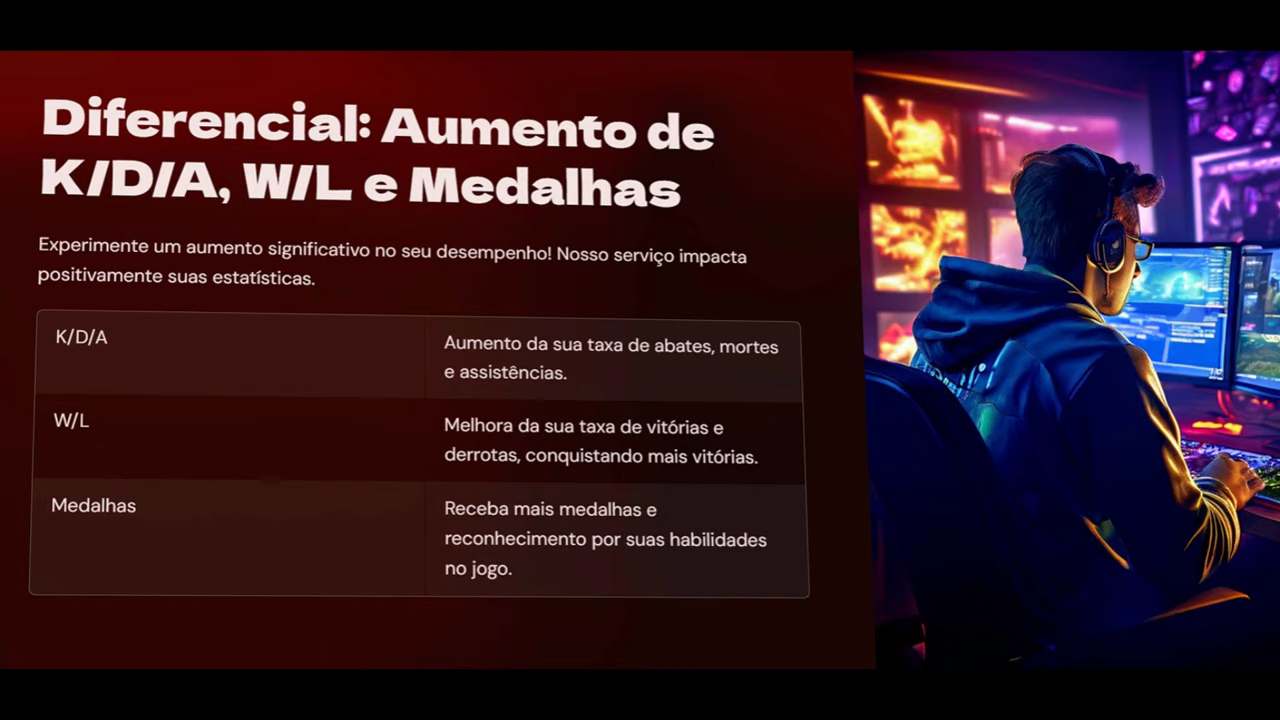 Diferencial: Aumento de
K/D/A, W/L e Medalhas
Experimente um aumento significativo no seu desempenho! Nosso serviço impacta
positivamente suas estatísticas.
K/D/A
Aumento da sua taxa de abates, mortes
e assistências.
W/L
Melhora da sua taxa de vitórias e
derrotas, conquistando mais vitórias.
Medalhas
Receba mais medalhas e
reconhecimento por suas habilidades
no jogo.